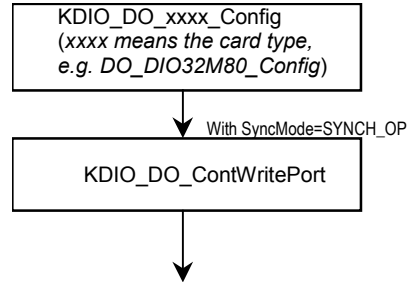 KDIO_DO_xxxx_Config
(xxxx means the card type,
e.g. DO_DIO32M80_Config)
With SyncMode=SYNCH_OP
KDIO_DO_ContWritePort